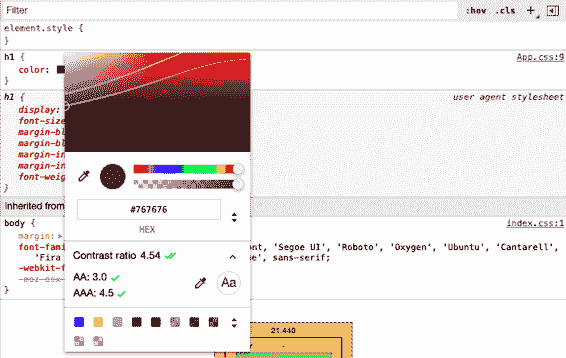 Filter :hov .cls
element.style {
}
h1 { App.css:9
color:
}
h1 { user agent stylesheet
display:
font-size
margin-bl
margin-bl
margin-in
margin-in
font-weig
}
#767676
HEX
Inherited from
body { index.css:1
margin:
font-famil nt, 'Segoe UI', 'Roboto', 'Oxygen', 'Ubuntu', 'Cantarell',
'Fira e', sans-serif;
-webkit-f
-moz-osx
}
Contrast ratio 4.54
AA: 3.0
AAA: 4.5
Aa
21.440
-